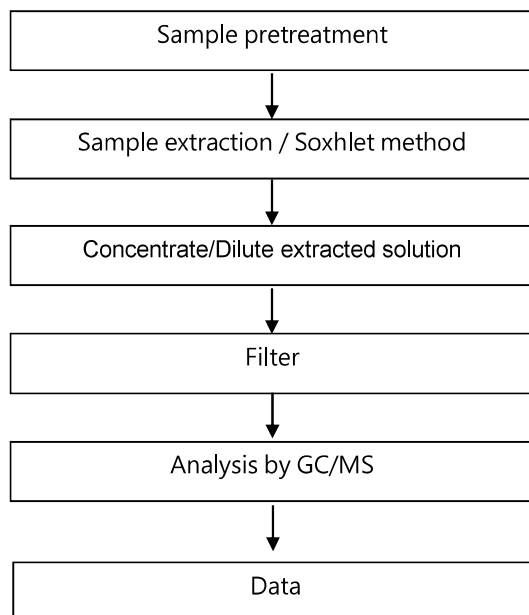 Sample pretreatment
Sample extraction / Soxhlet method
Concentrate/Dilute extracted solution
Filter
Analysis by GC/MS
Data